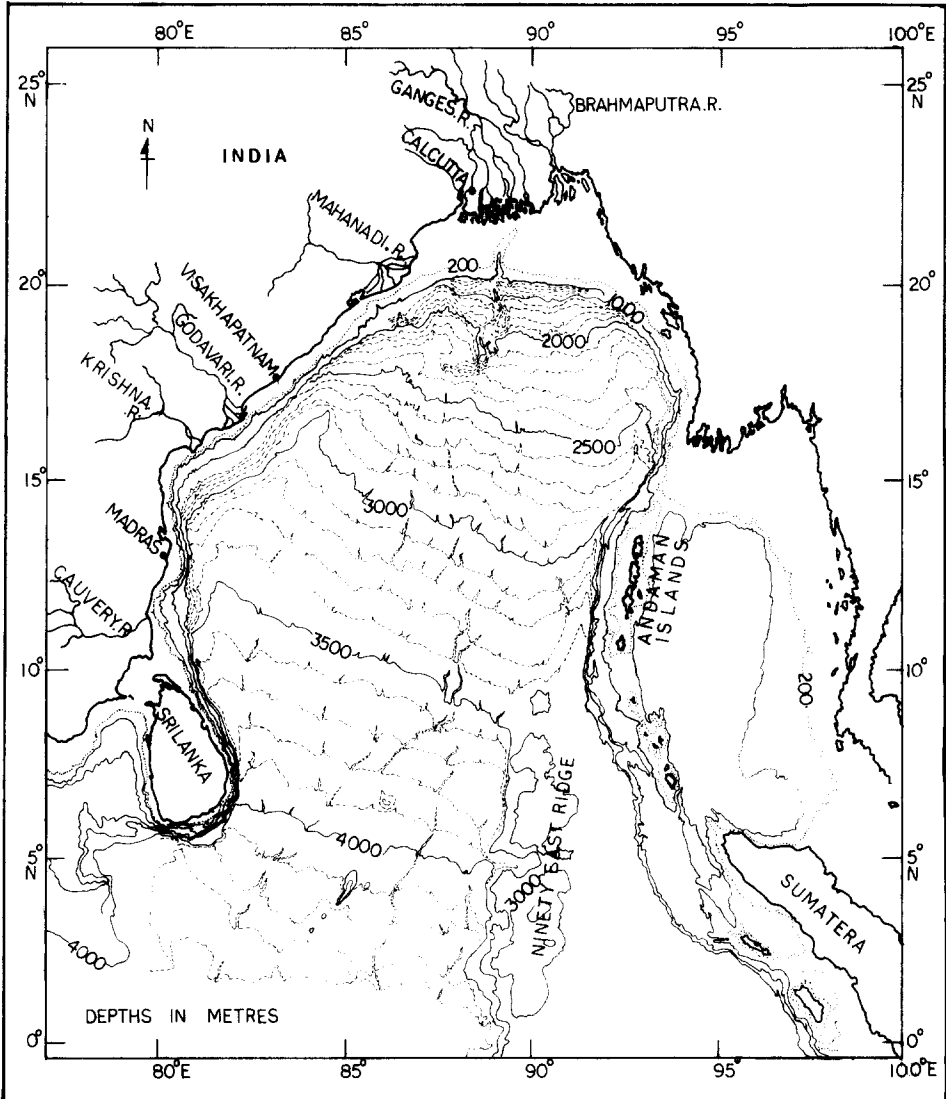 80°E 85° 90° 95° 100°E
25° N
25° N
GANGES.R.
BRAHMAPUTRA.R.
N
INDIA
CALCUTTA
MAHANADI.R.
200
20°
20°
VISAKHAPATNAM
1000
GODAVARI.R.
2000
KRISHNA.
R.
2500
15°
15°
3000
MADRAS
ANDAMAN
ISLANDS
CAUVERY.R.
3500
10°
10°
200
SRILANKA
NINETY EAST RIDGE
4000
5°
N
5°
N
3000
SUMATERA
4000
DEPTHS IN METRES
0°
0°
80°E 85° 90° 95° 10.0°E